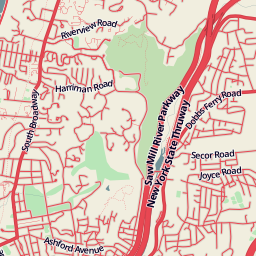 Riverview Road
Harriman Road
South Broadway
Saw Mill River Parkway
New York State Thruway
Dobbs Ferry Road
Secor Road
Joyce Road
Ashford Avenue